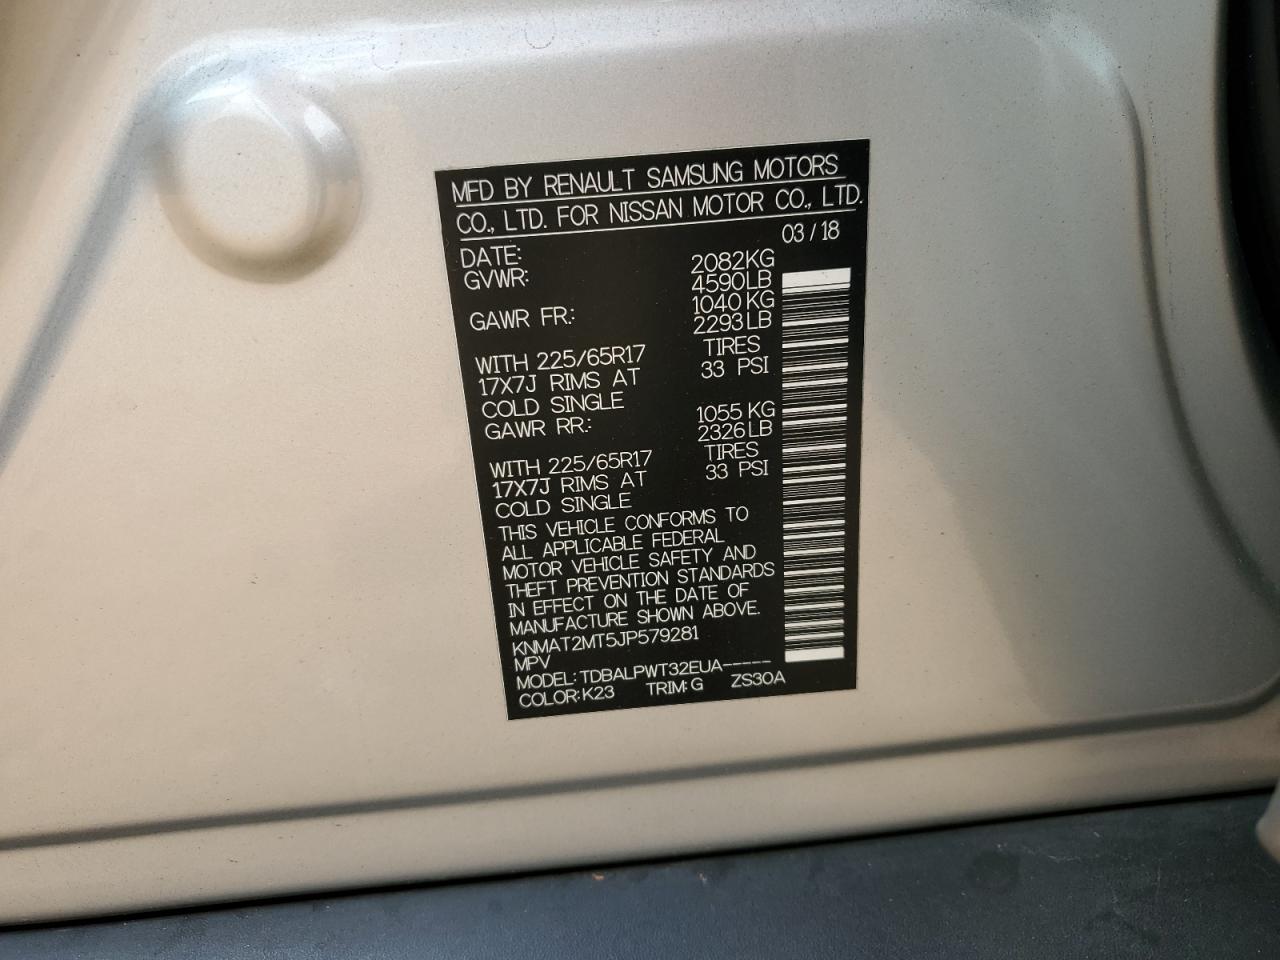 MFD BY RENAULT SAMSUNG MOTORS
CO., LTD. FOR NISSAN MOTOR CO., LTD.
DATE: 03/18
GVWR: 2082KG
4590LB
GAWR FR.: 1040KG
2293LB
WITH 225/65R17 TIRES
17X7J RIMS AT 33 PSI
COLD SINGLE
GAWR RR.: 1055KG
2326LB
WITH 225/65R17 TIRES
17X7J RIMS AT 33 PSI
COLD SINGLE
THIS VEHICLE CONFORMS TO
ALL APPLICABLE FEDERAL
MOTOR VEHICLE SAFETY AND
THEFT PREVENTION STANDARDS
IN EFFECT ON THE DATE OF
MANUFACTURE SHOWN ABOVE.
KNMAT2MT5JP579281
MPV
MODEL: TDBALPWT32EUA-----
COLOR: K23 TRIM: G ZS30A